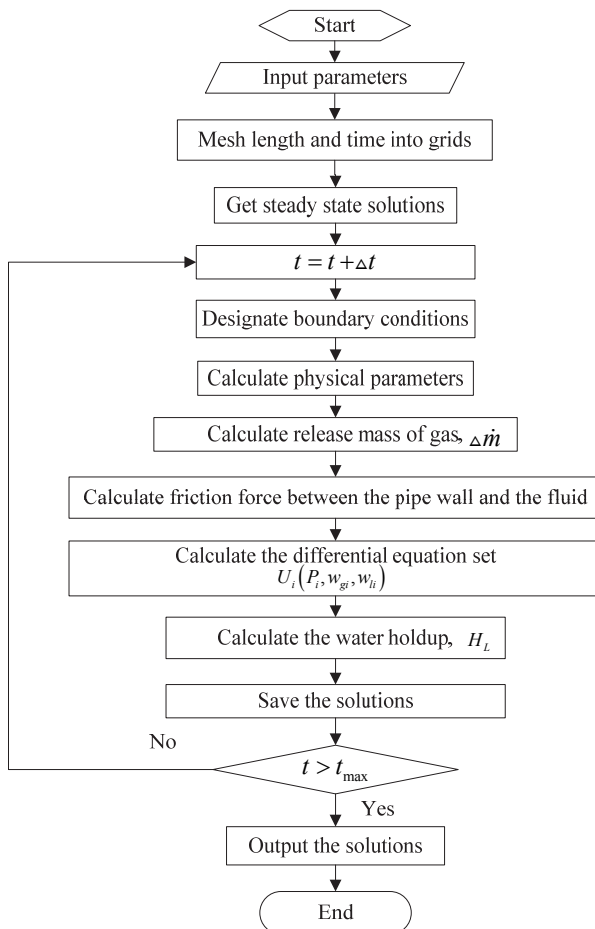 Start
Input parameters
Mesh length and time into grids
Get steady state solutions
t = t + Δt
Designate boundary conditions
Calculate physical parameters
Calculate release mass of gas, Δṁ
Calculate friction force between the pipe wall and the fluid
Calculate the differential equation set
U_i(P_i, w_gi, w_li)
Calculate the water holdup, H_L
Save the solutions
No
t > t_max
Yes
Output the solutions
End